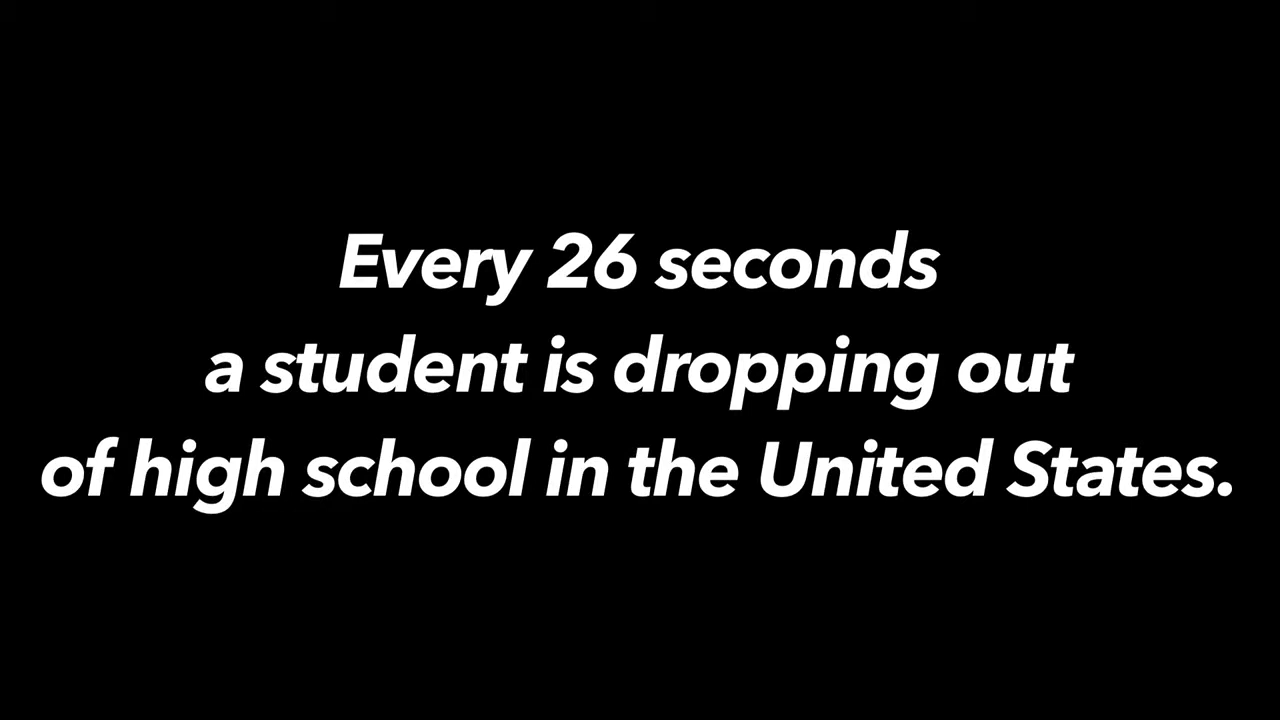 Every 26 seconds
a student is dropping out
of high school in the United States.